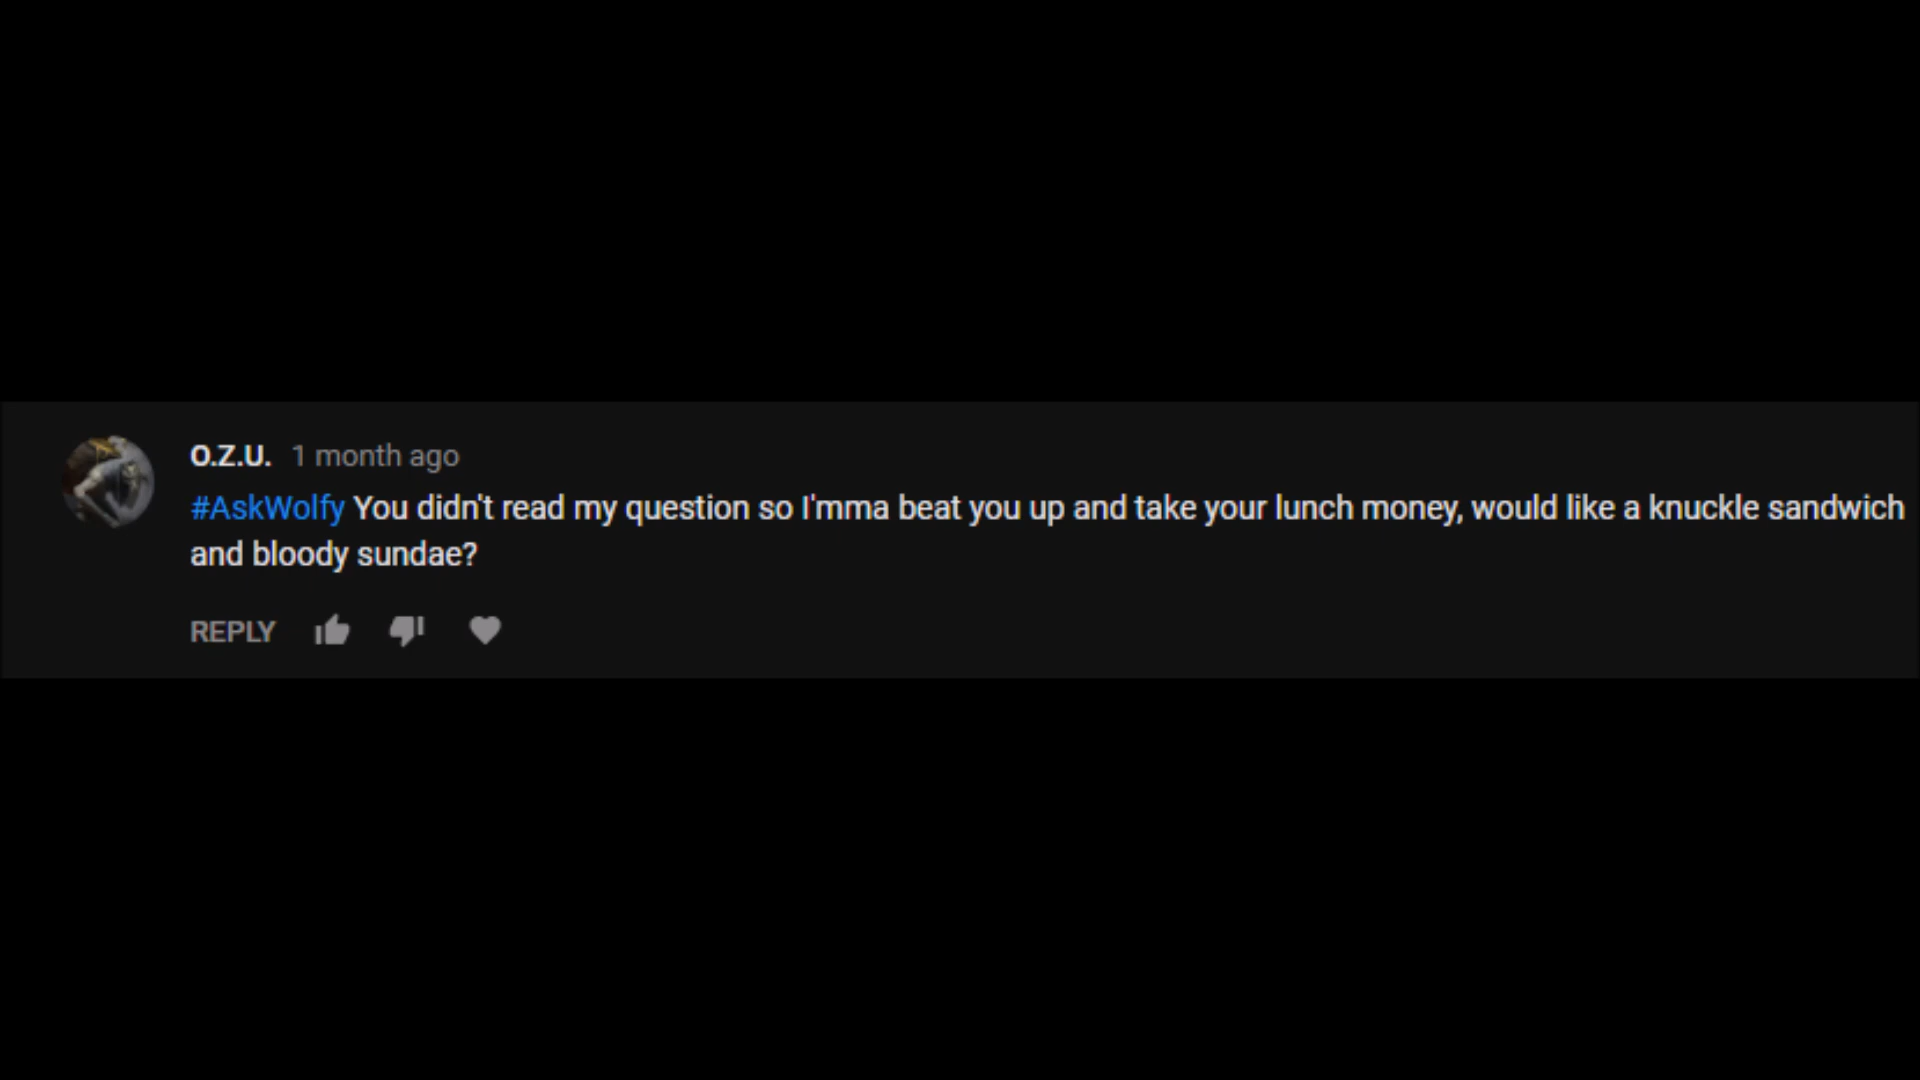 O.Z.U. 1 month ago
#AskWolfy You didn't read my question so I'mma beat you up and take your lunch money, would like a knuckle sandwich
and bloody sundae?
REPLY